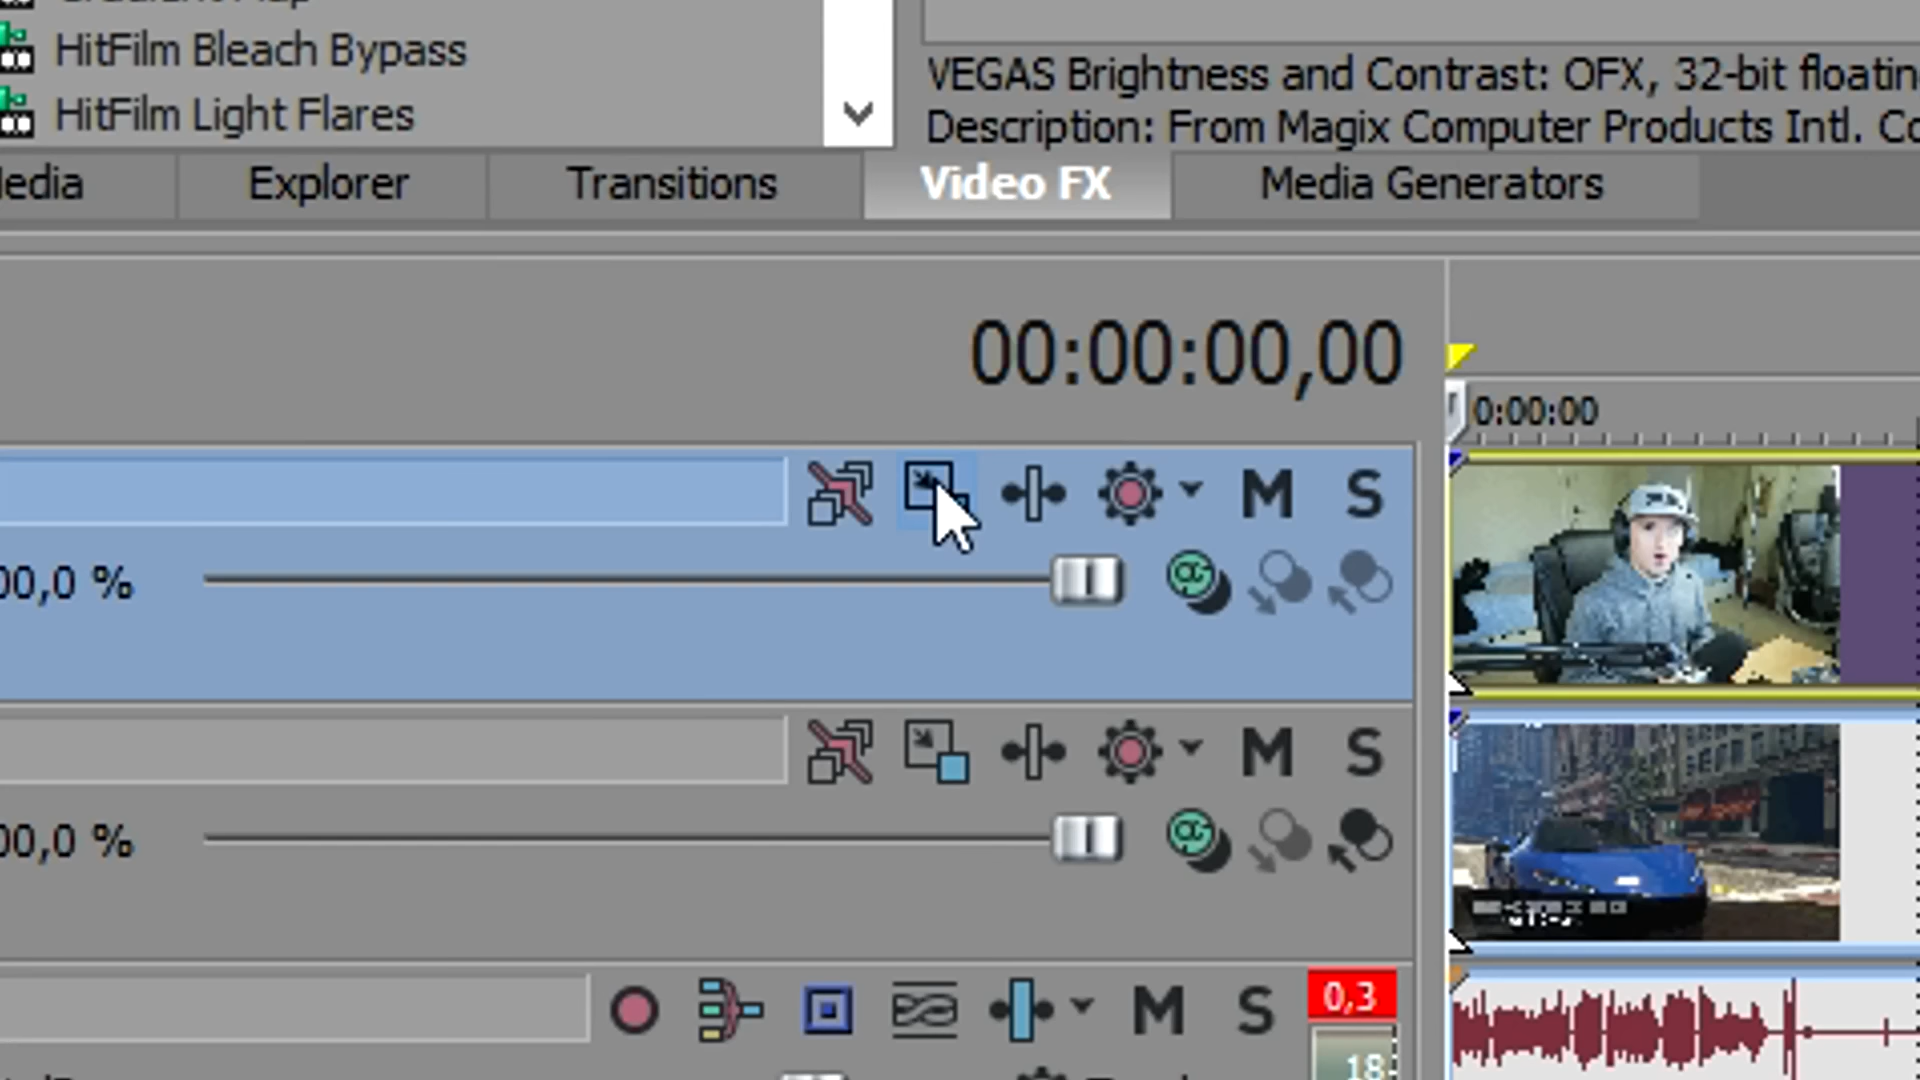 HitFilm Bleach Bypass
HitFilm Light Flares
VEGAS Brightness and Contrast: OFX, 32-bit floatin
Description: From Magix Computer Products Intl. Co
Media Explorer Transitions Video FX Media Generators
00:00:00,00
0:00:00
M S
00,0 %
M S
00,0 %
M S 0,3
18-